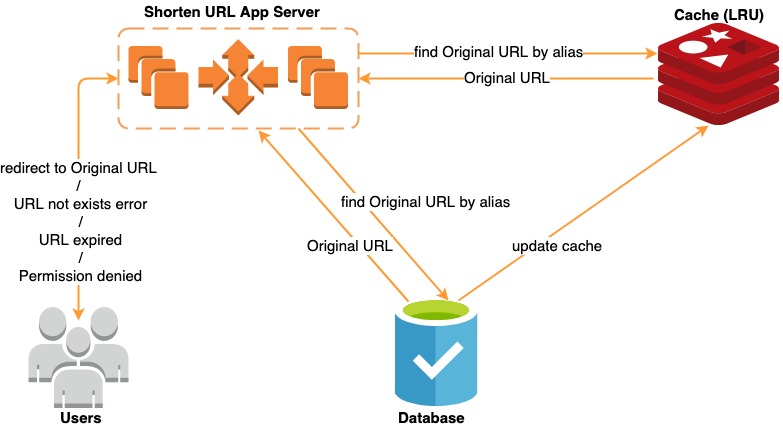 Shorten URL App Server
Cache (LRU)
find Original URL by alias
Original URL
redirect to Original URL
/
URL not exists error
/
URL expired
/
Permission denied
find Original URL by alias
Original URL
update cache
Users
Database